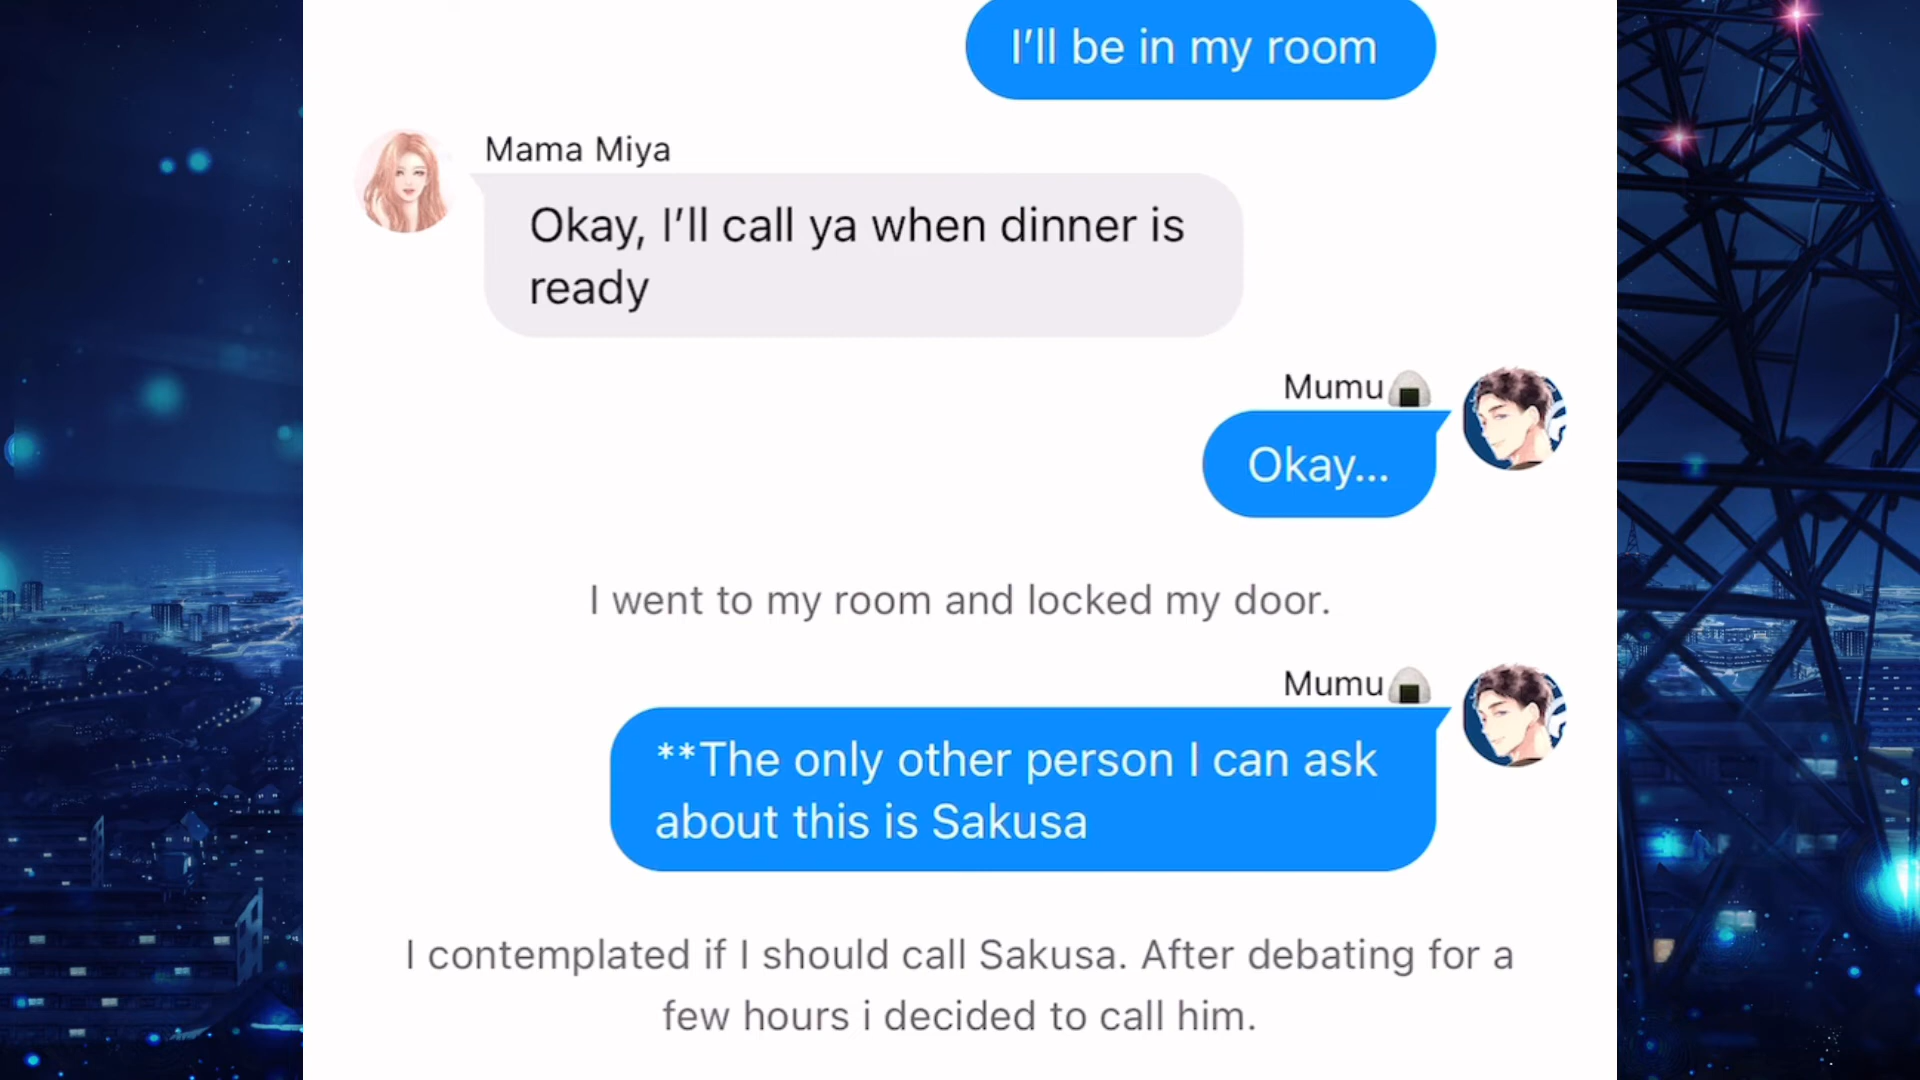 I’ll be in my room
Mama Miya
Okay, I’ll call ya when dinner is
ready
Mumu🍙
Okay...
I went to my room and locked my door.
Mumu🍙
**The only other person I can ask
about this is Sakusa
I contemplated if I should call Sakusa. After debating for a
few hours i decided to call him.